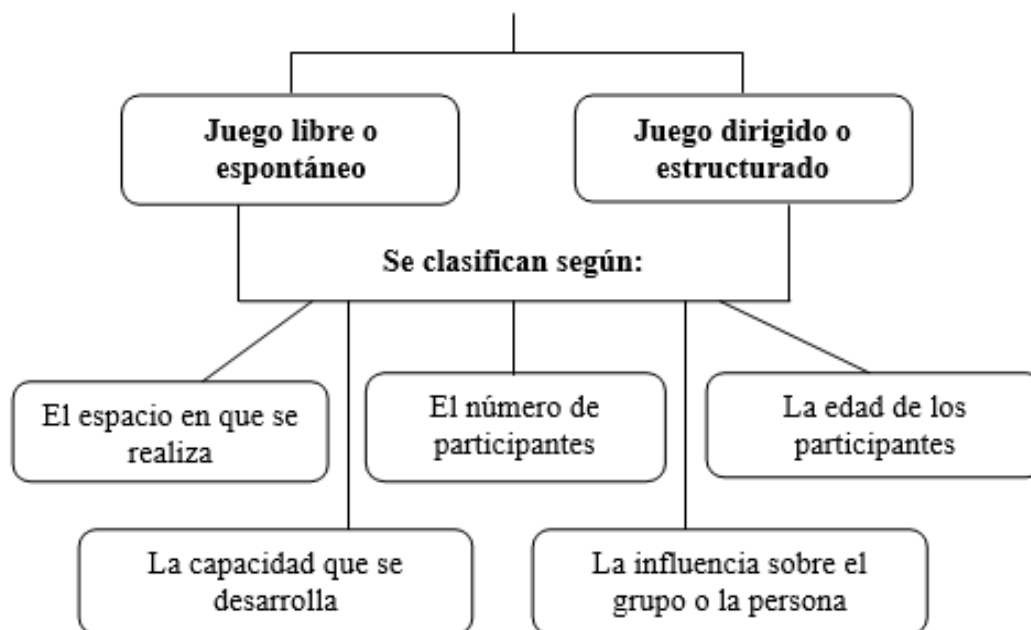 Juego libre o
espontáneo
Juego dirigido o
estructurado
Se clasifican según:
El espacio en que se
realiza
El número de
participantes
La edad de los
participantes
La capacidad que se
desarrolla
La influencia sobre el
grupo o la persona